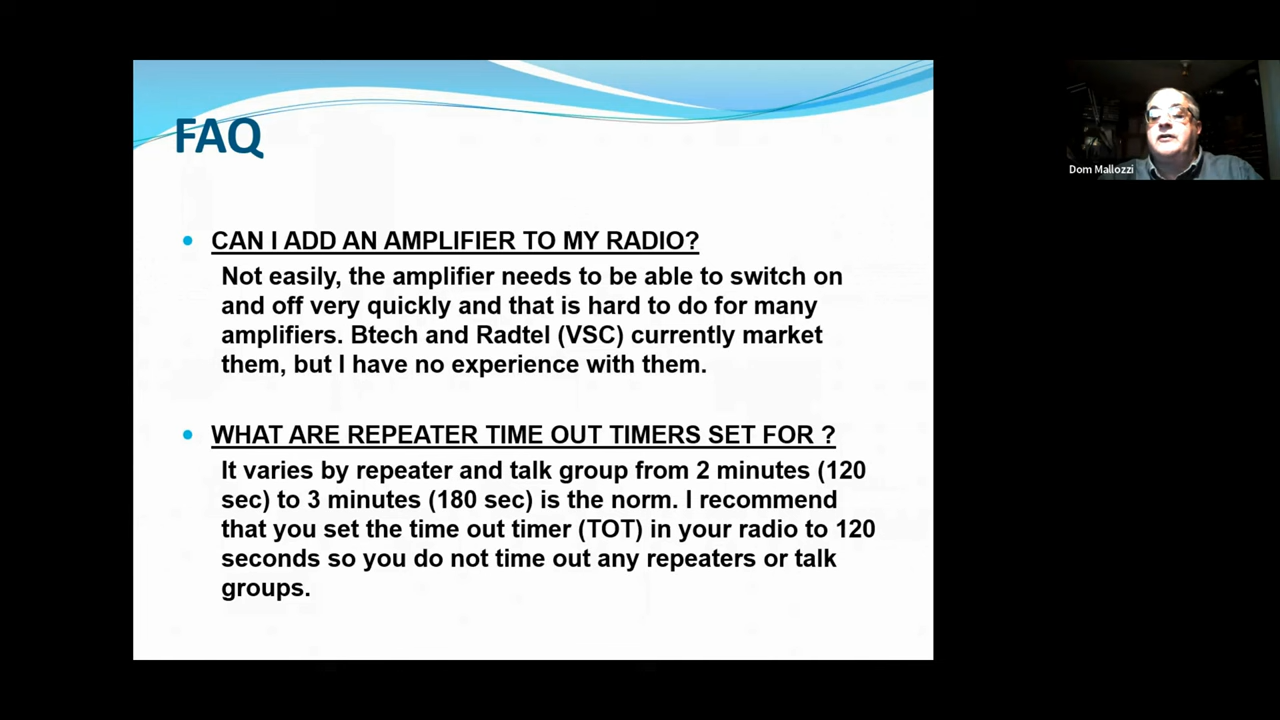 FAQ
CAN I ADD AN AMPLIFIER TO MY RADIO?
Not easily, the amplifier needs to be able to switch on
and off very quickly and that is hard to do for many
amplifiers. Btech and Radtel (VSC) currently market
them, but I have no experience with them.
WHAT ARE REPEATER TIME OUT TIMERS SET FOR ?
It varies by repeater and talk group from 2 minutes (120
sec) to 3 minutes (180 sec) is the norm. I recommend
that you set the time out timer (TOT) in your radio to 120
seconds so you do not time out any repeaters or talk
groups.
Dom Mallozzi